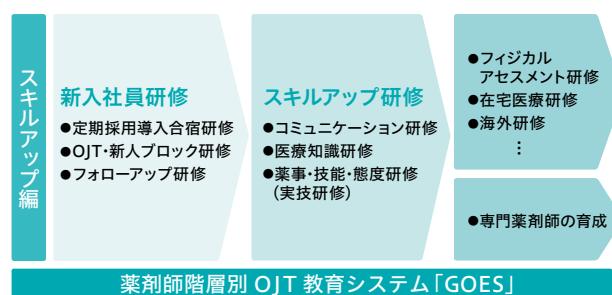 スキルアップ編
新入社員研修
●定期採用導入合宿研修
●OJT・新人ブロック研修
●フォローアップ研修
スキルアップ研修
●コミュニケーション研修
●医療知識研修
●薬事・技能・態度研修
(実技研修)
●フィジカル
アセスメント研修
●在宅医療研修
●海外研修
⋮
●専門薬剤師の育成
薬剤師階層別 OJT 教育システム「GOES」